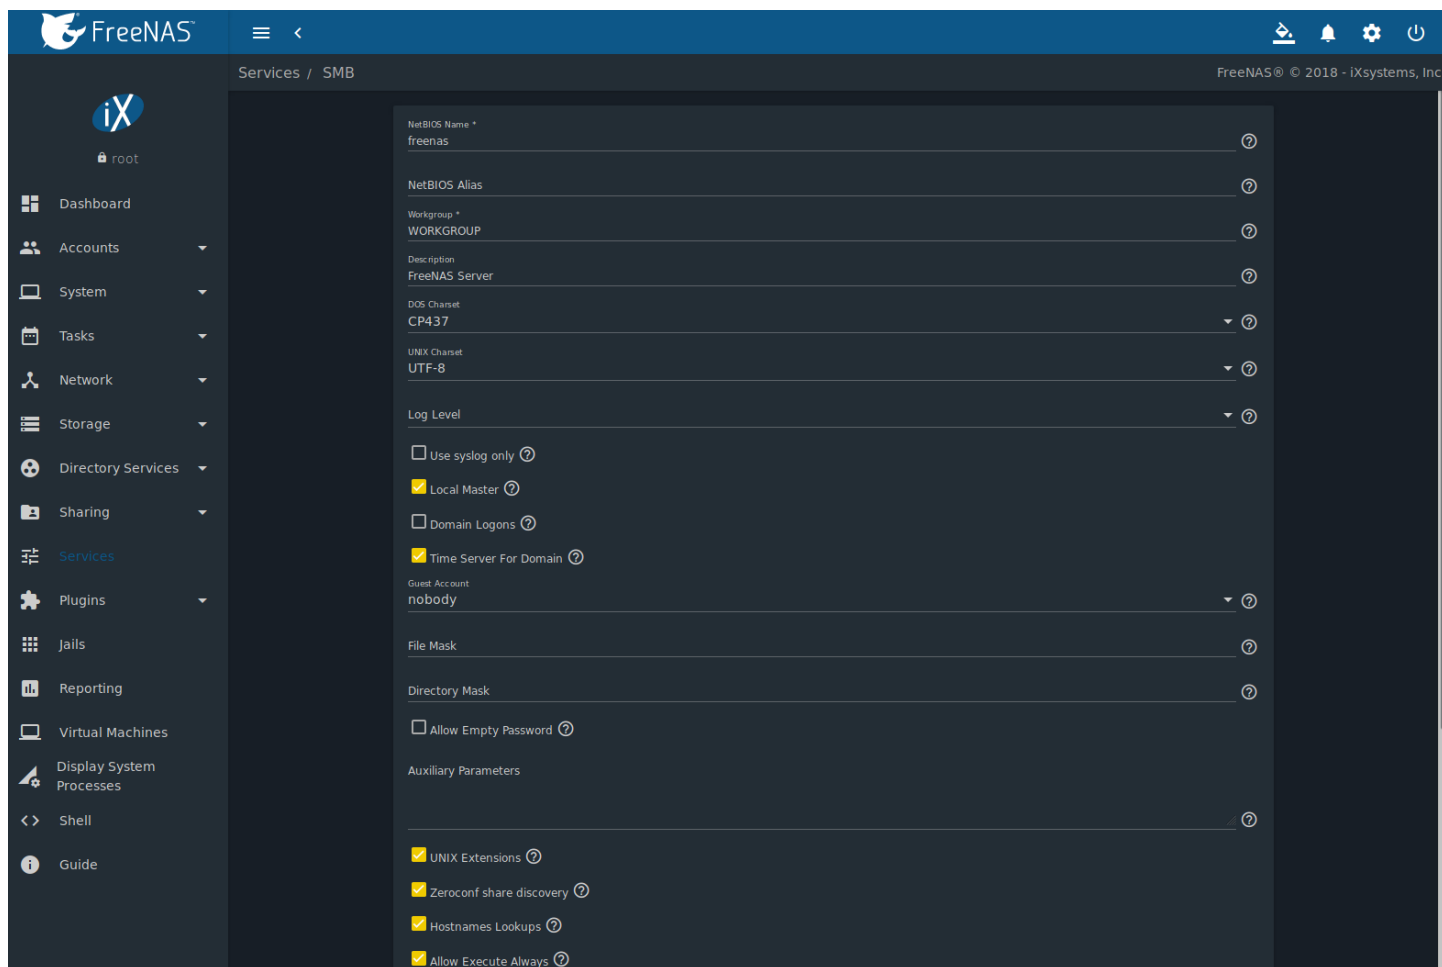 FreeNAS™
Services / SMB
FreeNAS® © 2018 - iXsystems, Inc
iX
root
Dashboard
Accounts
System
Tasks
Network
Storage
Directory Services
Sharing
Services
Plugins
Jails
Reporting
Virtual Machines
Display System
Processes
Shell
Guide
NetBIOS Name *
freenas
NetBIOS Alias
Workgroup *
WORKGROUP
Description
FreeNAS Server
DOS Charset
CP437
UNIX Charset
UTF-8
Log Level
Use syslog only
Local Master
Domain Logons
Time Server For Domain
Guest Account
nobody
File Mask
Directory Mask
Allow Empty Password
Auxiliary Parameters
UNIX Extensions
Zeroconf share discovery
Hostnames Lookups
Allow Execute Always